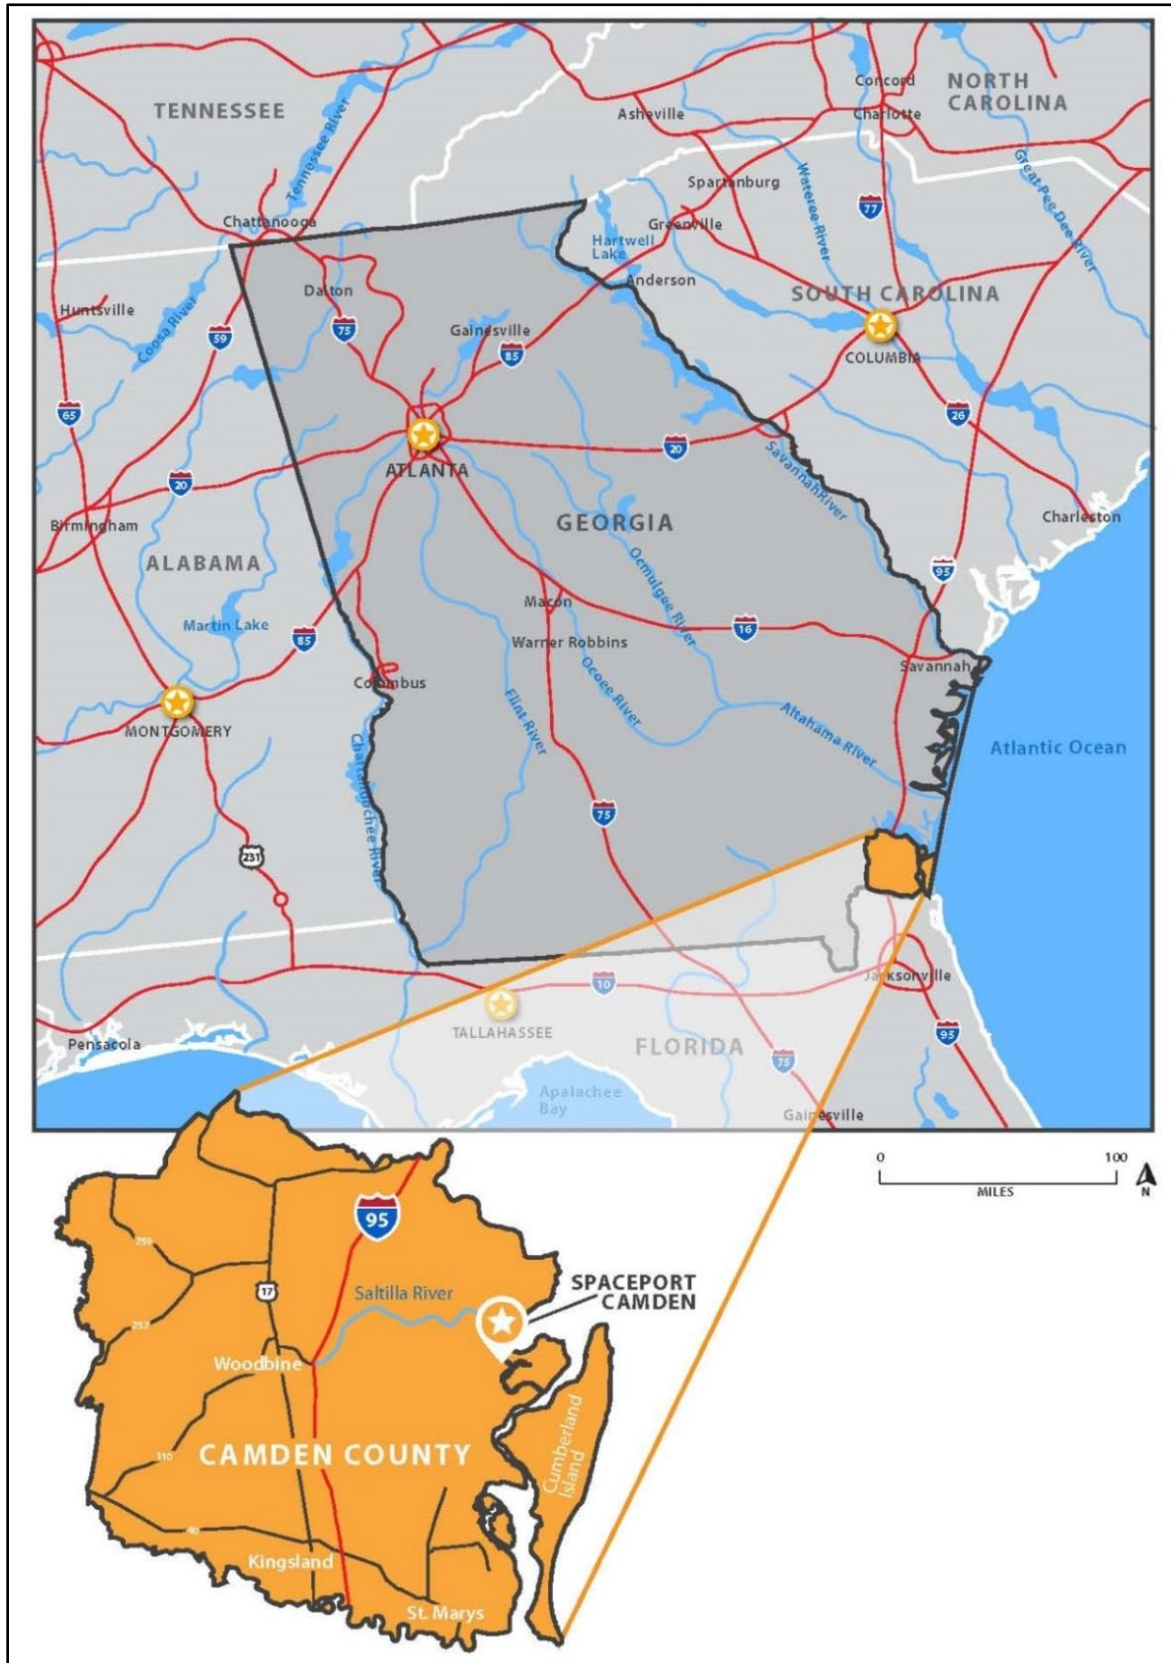 TENNESSEE
Tennessee River
Concord
NORTH
CAROLINA
Asheville
Charlotte
Great Pee Dee River
Spartanburg
Wateree River
77
Chattanooga
Greenville
Hartwell
Lake
Anderson
Huntsville
Coosa River
Dalton
SOUTH CAROLINA
59
75
Gainesville
85
COLUMBIA
65
26
ATLANTA
20
Savannah River
20
Birmingham
GEORGIA
Charleston
ALABAMA
Ocmulgee River
95
Macon
Martin Lake
85
16
Warner Robbins
Columbus
Ocoee River
Savannah
Flint River
MONTGOMERY
Altahama River
Atlantic Ocean
Chattahoochee River
75
231
Jacksonville
10
TALLAHASSEE
Pensacola
FLORIDA
95
75
Apalachee
Bay
Gainesville
0 100
MILES
N
95
259
17
Saltilla River
SPACEPORT
CAMDEN
252
Woodbine
Cumberland
Island
110
CAMDEN COUNTY
40
Kingsland
St. Marys